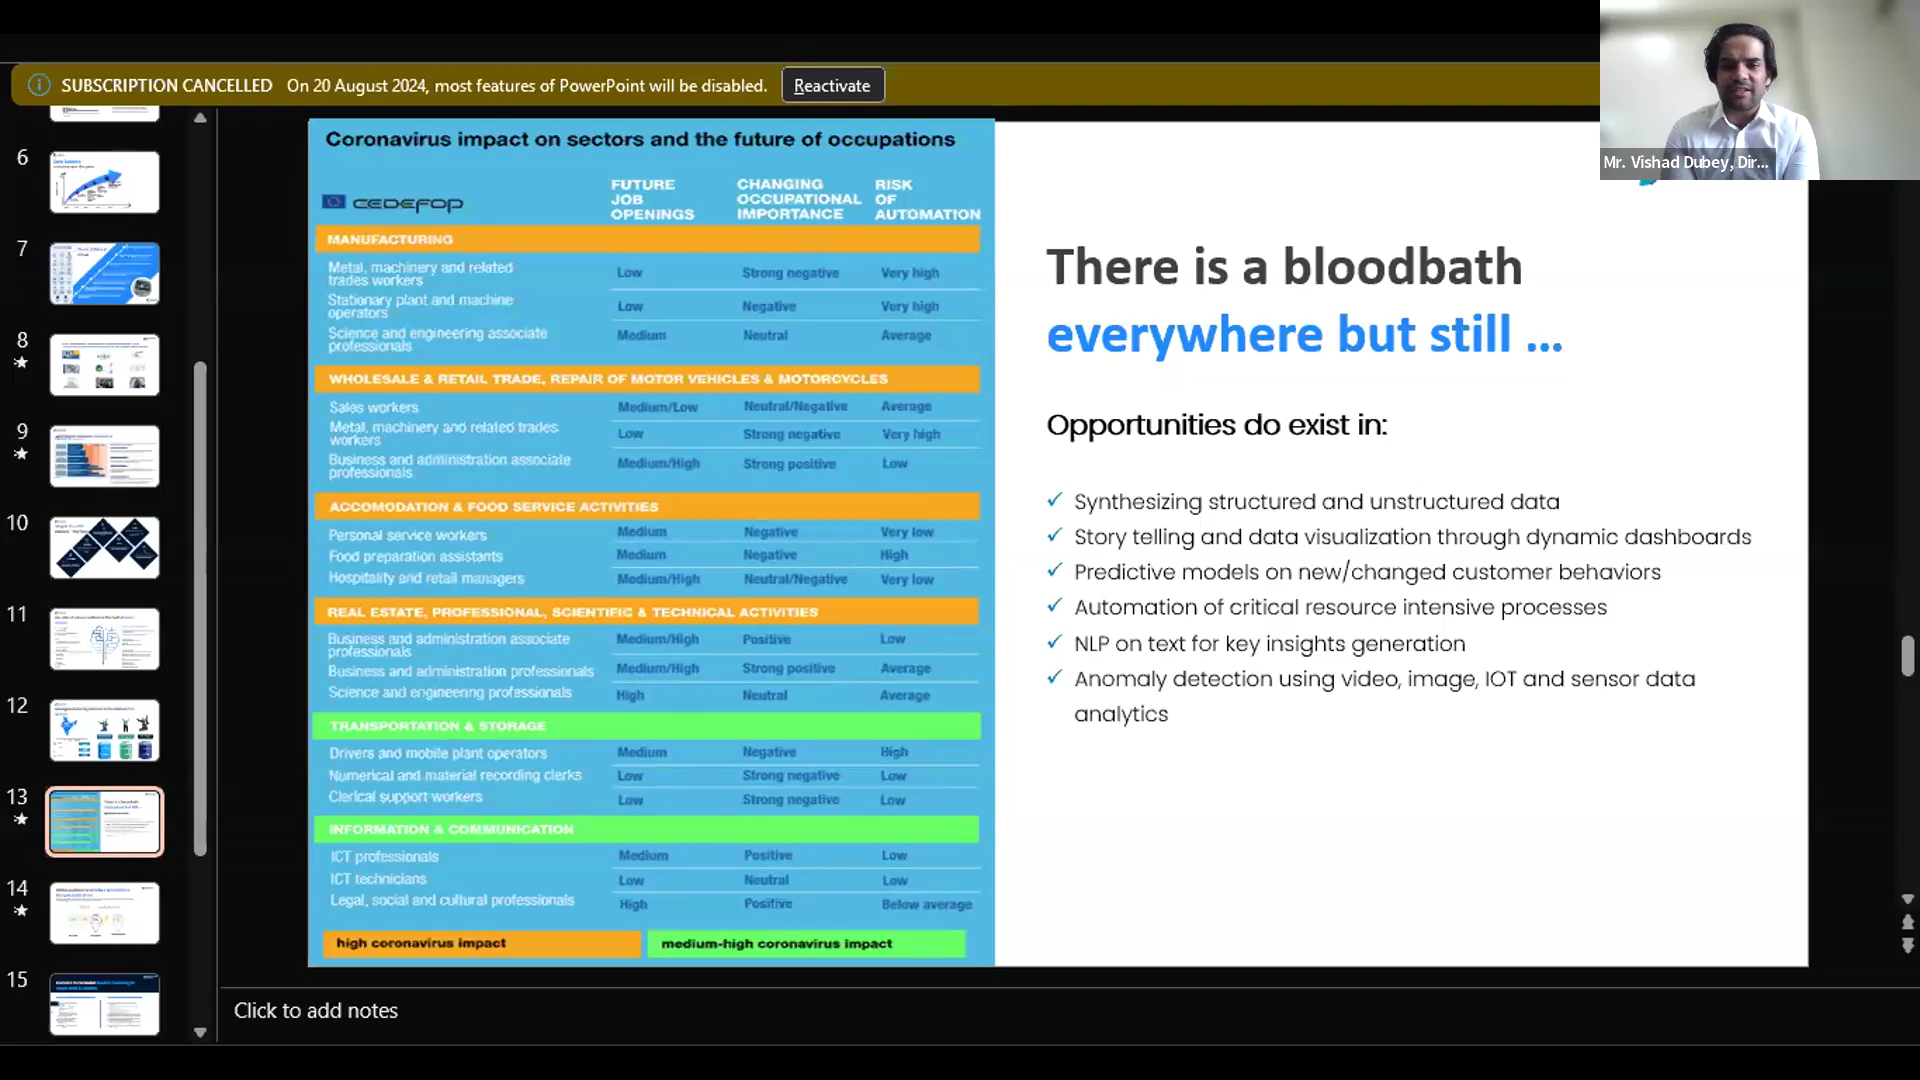 SUBSCRIPTION CANCELLED On 20 August 2024, most features of PowerPoint will be disabled. Reactivate
Mr. Vishad Dubey, Dir...
6
7
8
9
10
11
12
13
14
15
Coronavirus impact on sectors and the future of occupations
CEDEFOP
FUTURE JOB OPENINGS
CHANGING OCCUPATIONAL IMPORTANCE
RISK OF AUTOMATION
MANUFACTURING
Metal, machinery and related trades workers Low Strong negative Very high
Stationary plant and machine operators Low Negative Very high
Science and engineering associate professionals Medium Neutral Average
WHOLESALE & RETAIL TRADE, REPAIR OF MOTOR VEHICLES & MOTORCYCLES
Sales workers Medium/Low Neutral/Negative Average
Metal, machinery and related trades workers Low Strong negative Very high
Business and administration associate professionals Medium/High Strong positive Low
ACCOMODATION & FOOD SERVICE ACTIVITIES
Personal service workers Medium Negative Very low
Food preparation assistants Medium Negative High
Hospitality and retail managers Medium/High Neutral/Negative Very low
REAL ESTATE, PROFESSIONAL, SCIENTIFIC & TECHNICAL ACTIVITIES
Business and administration associate professionals Medium/High Positive Low
Business and administration professionals Medium/High Strong positive Average
Science and engineering professionals High Neutral Average
TRANSPORTATION & STORAGE
Drivers and mobile plant operators Medium Negative High
Numerical and material recording clerks Low Strong negative Low
Clerical support workers Low Strong negative Low
INFORMATION & COMMUNICATION
ICT professionals Medium Positive Low
ICT technicians Low Neutral Low
Legal, social and cultural professionals High Positive Below average
high coronavirus impact
medium-high coronavirus impact
There is a bloodbath
everywhere but still ...
Opportunities do exist in:
✓ Synthesizing structured and unstructured data
✓ Story telling and data visualization through dynamic dashboards
✓ Predictive models on new/changed customer behaviors
✓ Automation of critical resource intensive processes
✓ NLP on text for key insights generation
✓ Anomaly detection using video, image, IOT and sensor data
analytics
Click to add notes